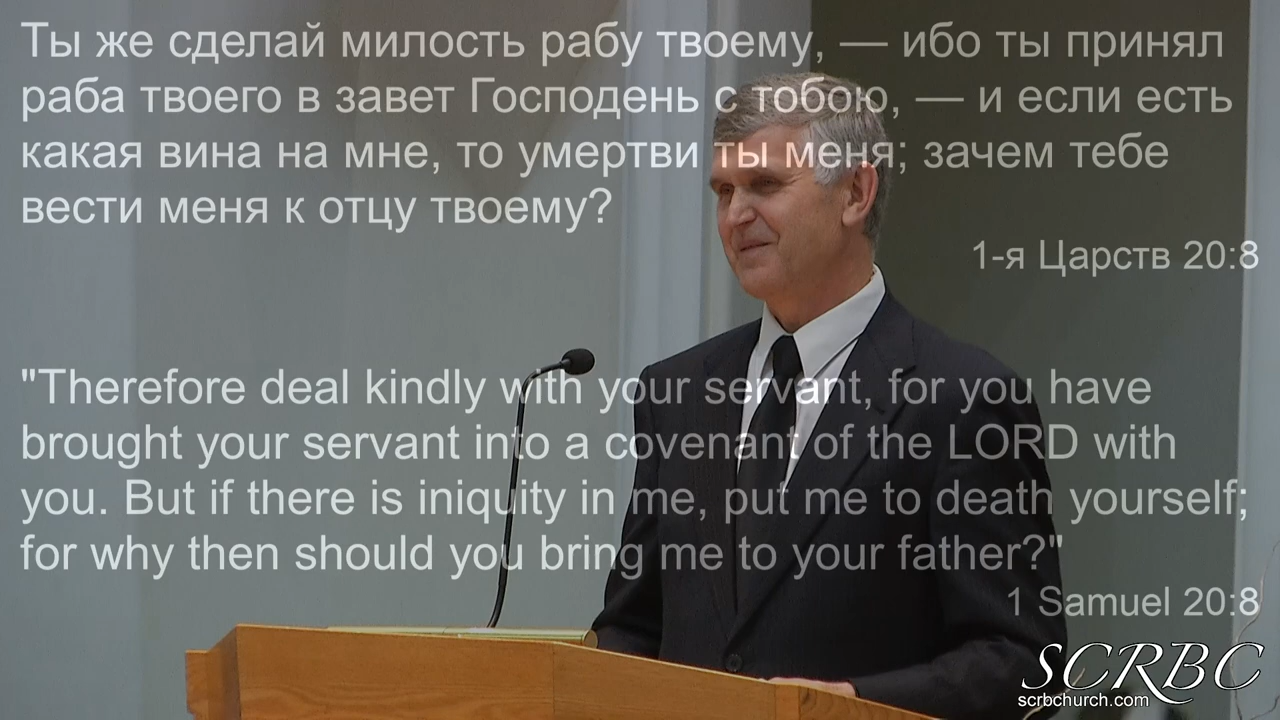 Ты же сделай милость рабу твоему, — ибо ты принял
раба твоего в завет Господень с тобою, — и если есть
какая вина на мне, то умертви ты меня; зачем тебе
вести меня к отцу твоему?
1-я Царств 20:8
"Therefore deal kindly with your servant, for you have
brought your servant into a covenant of the LORD with
you. But if there is iniquity in me, put me to death yourself;
for why then should you bring me to your father?"
1 Samuel 20:8
SCRBC
scrbchurch.com